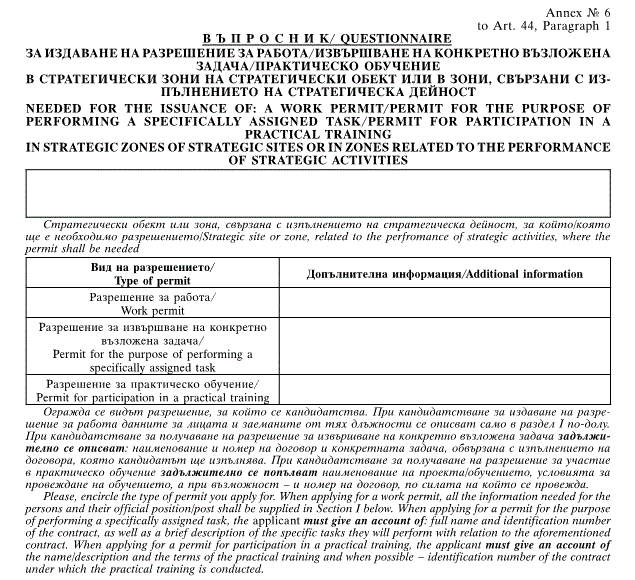 Annex № 6
to Art. 44, Paragraph 1
В Ъ П Р О С Н И К/ QUESTIONNAIRE
ЗА ИЗДАВАНЕ НА РАЗРЕШЕНИЕ ЗА РАБОТА/ИЗВЪРШВАНЕ НА КОНКРЕТНО ВЪЗЛОЖЕНА
ЗАДАЧА/ПРАКТИЧЕСКО ОБУЧЕНИЕ
В СТРАТЕГИЧЕСКИ ЗОНИ НА СТРАТЕГИЧЕСКИ ОБЕКТ ИЛИ В ЗОНИ, СВЪРЗАНИ С ИЗ-
ПЪЛНЕНИЕТО НА СТРАТЕГИЧЕСКА ДЕЙНОСТ
NEEDED FOR THE ISSUANCE OF: A WORK PERMIT/PERMIT FOR THE PURPOSE OF
PERFORMING A SPECIFICALLY ASSIGNED TASK/PERMIT FOR PARTICIPATION IN A
PRACTICAL TRAINING
IN STRATEGIC ZONES OF STRATEGIC SITES OR IN ZONES RELATED TO THE PERFORMANCE
OF STRATEGIC ACTIVITIES
Стратегически обект или зона, свързана с изпълнението на стратегическа дейност, за който/която
ще е необходимо разрешението/Strategic site or zone, related to the perfromance of strategic activities, where the
permit shall be needed
Вид на разрешението/
Type of permit
Допълнителна информация/Additional information
Разрешение за работа/
Work permit
Разрешение за извършване на конкретно
възложена задача/
Permit for the purpose of performing a
specifically assigned task
Разрешение за практическо обучение/
Permit for participation in a practical training
Огражда се видът разрешение, за който се кандидатства. При кандидатстване за издаване на разре-
шение за работа данните за лицата и заеманите от тях длъжности се описват само в раздел I по-долу.
При кандидатстване за получаване на разрешение за извършване на конкретно възложена задача задължи-
телно се описват: наименование и номер на договор и конкретната задача, обвързана с изпълнението на
договора, която кандидатът ще изпълнява. При кандидатстване за получаване на разрешение за участие
в практическо обучение задължително се попълват наименование на проекта/обучението, условията за
провеждане на обучението, а при възможност – и номер на договор, по силата на който се провежда.
Please, encircle the type of permit you apply for. When applying for a work permit, all the information needed for the
persons and their official position/post shall be supplied in Section I below. When applying for a permit for the purpose
of performing a specifically assigned task, the applicant must give an account of: full name and identification number
of the contract, as well as a brief description of the specific tasks they will perform with relation to the aforementioned
contract. When applying for a permit for participation in a practical training, the applicant must give an account of
the name/description and the terms of the practical training and when possible – identification number of the contract
under which the practical training is conducted.